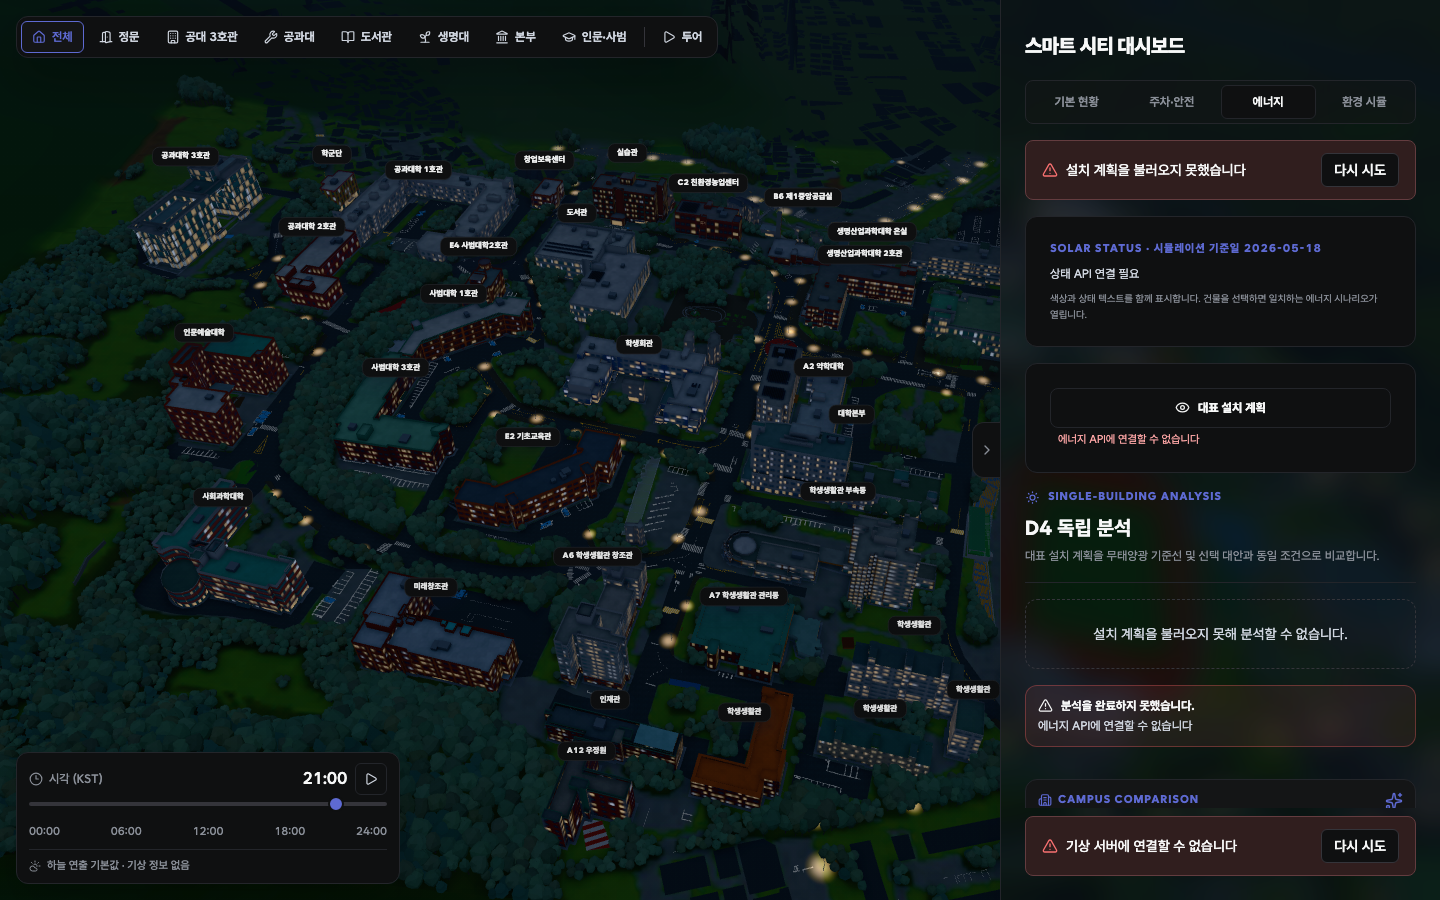 전체
정문
공대 3호관
공과대
도서관
생명대
본부
인문·사범
투어
공과대학 3호관
학군단
공과대학 1호관
창업보육센터
실습관
C2 친환경농업센터
B6 제1중앙공급실
도서관
공과대학 2호관
E4 사범대학2호관
생명산업과학대학 온실
생명산업과학대학 2호관
사범대학 1호관
인문예술대학
학생회관
사범대학 3호관
A2 약학대학
대학본부
E2 기초교육관
사회과학대학
학생생활관 부속동
A6 학생생활관 창조관
미래창조관
A7 학생생활관 관리동
학생생활관
학생생활관
인재관
학생생활관
학생생활관
A12 우정원
시각 (KST)
21:00
00:00
06:00
12:00
18:00
24:00
하늘 연출 기본값 · 기상 정보 없음
스마트 시티 대시보드
기본 현황
주차·안전
에너지
환경 시뮬
설치 계획을 불러오지 못했습니다
다시 시도
SOLAR STATUS · 시뮬레이션 기준일 2026-05-18
상태 API 연결 필요
색상과 상태 텍스트를 함께 표시합니다. 건물을 선택하면 일치하는 에너지 시나리오가
열립니다.
대표 설치 계획
에너지 API에 연결할 수 없습니다
SINGLE-BUILDING ANALYSIS
D4 독립 분석
대표 설치 계획을 무태양광 기준선 및 선택 대안과 동일 조건으로 비교합니다.
설치 계획을 불러오지 못해 분석할 수 없습니다.
분석을 완료하지 못했습니다.
에너지 API에 연결할 수 없습니다
CAMPUS COMPARISON
기상 서버에 연결할 수 없습니다
다시 시도